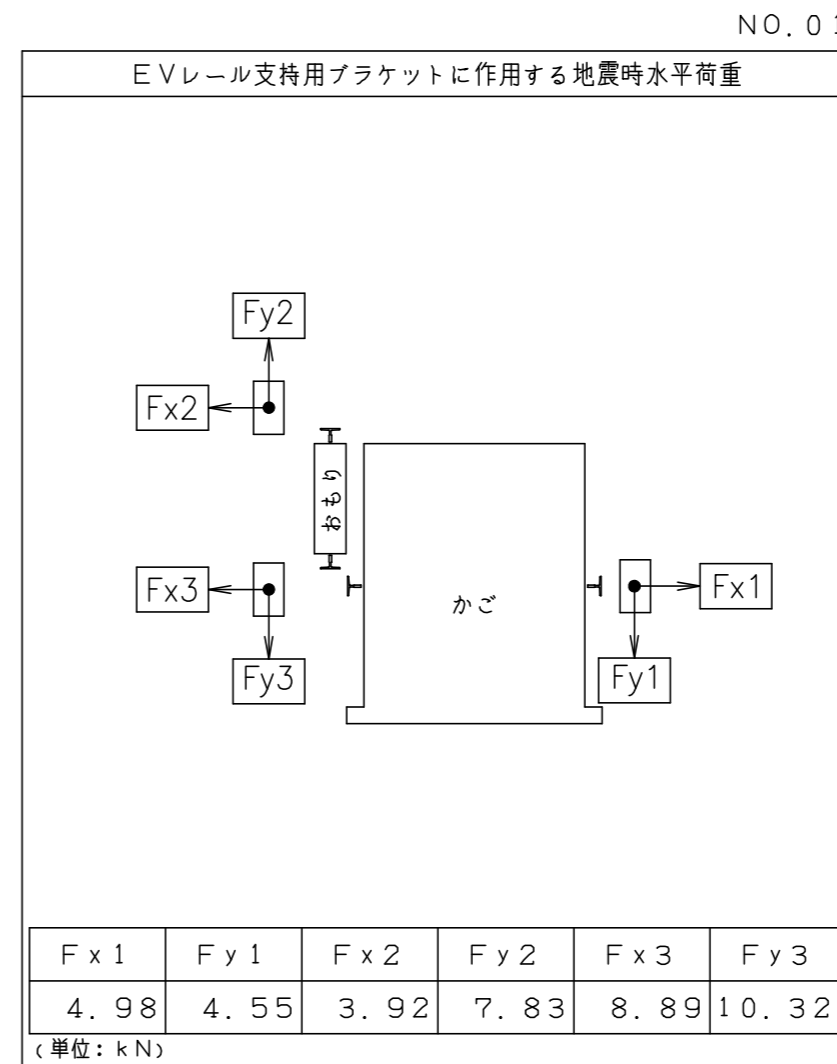 NO.01
EVレール支持用ブラケットに作用する地震時水平荷重
Fy2
Fx2
おもり
Fx3
かご
Fx1
Fy3
Fy1
Fx1 Fy1 Fx2 Fy2 Fx3 Fy3
4.98 4.55 3.92 7.83 8.89 10.32
(単位:kN)